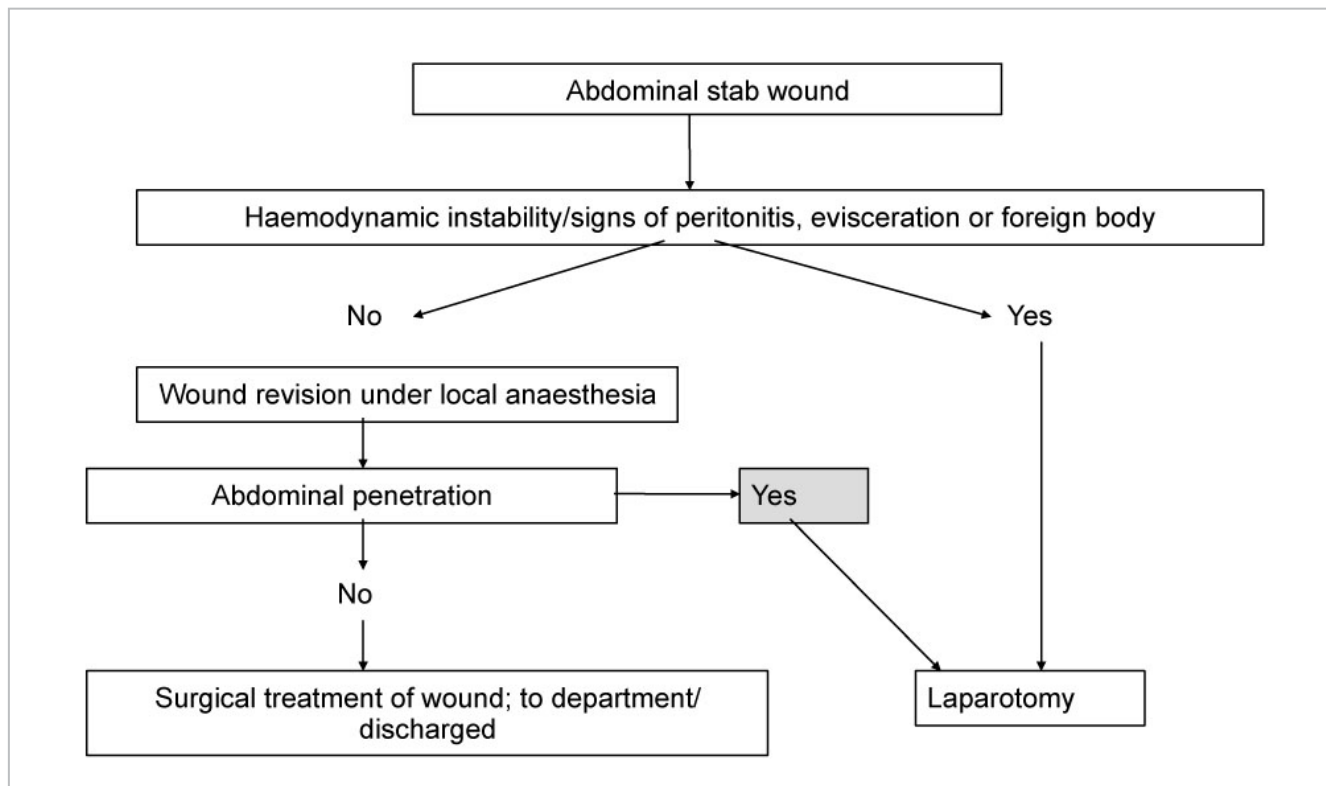 Abdominal stab wound
Haemodynamic instability/signs of peritonitis, evisceration or foreign body
No
Yes
Wound revision under local anaesthesia
Abdominal penetration
Yes
No
Surgical treatment of wound; to department/
discharged
Laparotomy